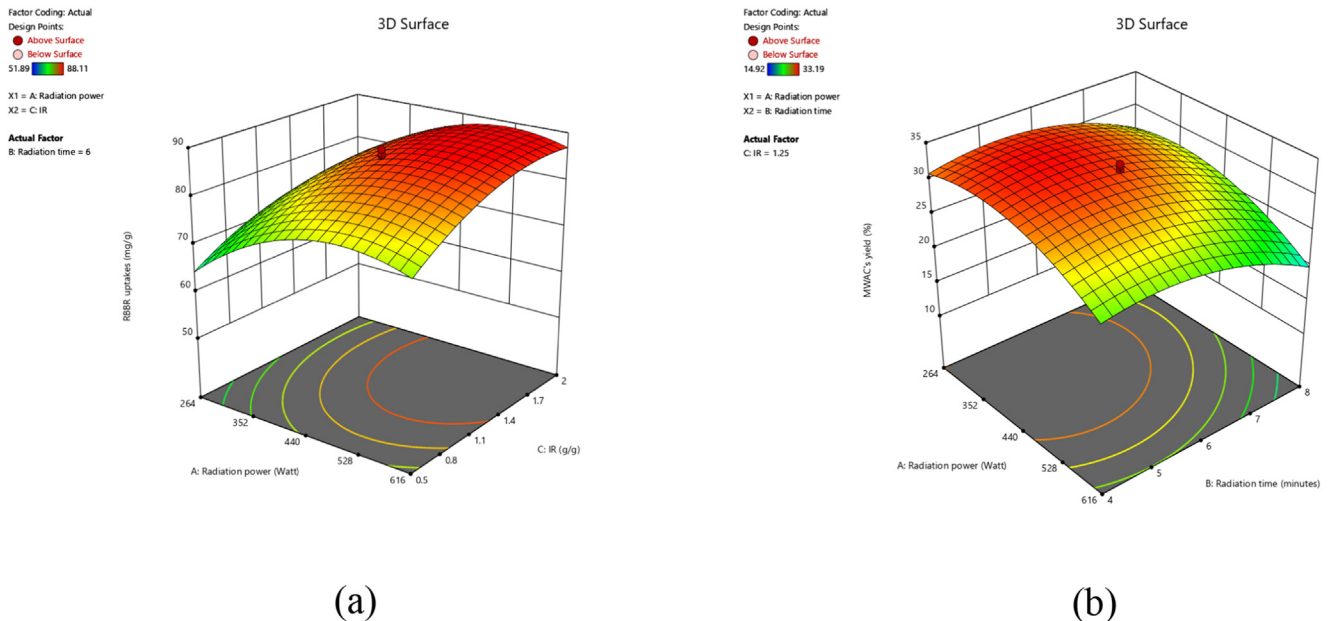 Factor Coding: Actual
Design Points:
Above Surface
Below Surface
51.89 88.11
X1 = A: Radiation power
X2 = C: IR
Actual Factor
B: Radiation time = 6
3D Surface
90
80
70
60
50
RBBR uptakes (mg/g)
264
352
440
528
616
A: Radiation power (Watt)
0.5
0.8
1.1
1.4
1.7
2
C: IR (g/g)
(a)
Factor Coding: Actual
Design Points:
Above Surface
Below Surface
14.92 33.19
X1 = A: Radiation power
X2 = B: Radiation time
Actual Factor
C: IR = 1.25
3D Surface
35
30
25
20
15
10
MWAC's yield (%)
264
352
440
528
616
A: Radiation power (Watt)
4
5
6
7
8
B: Radiation time (minutes)
(b)